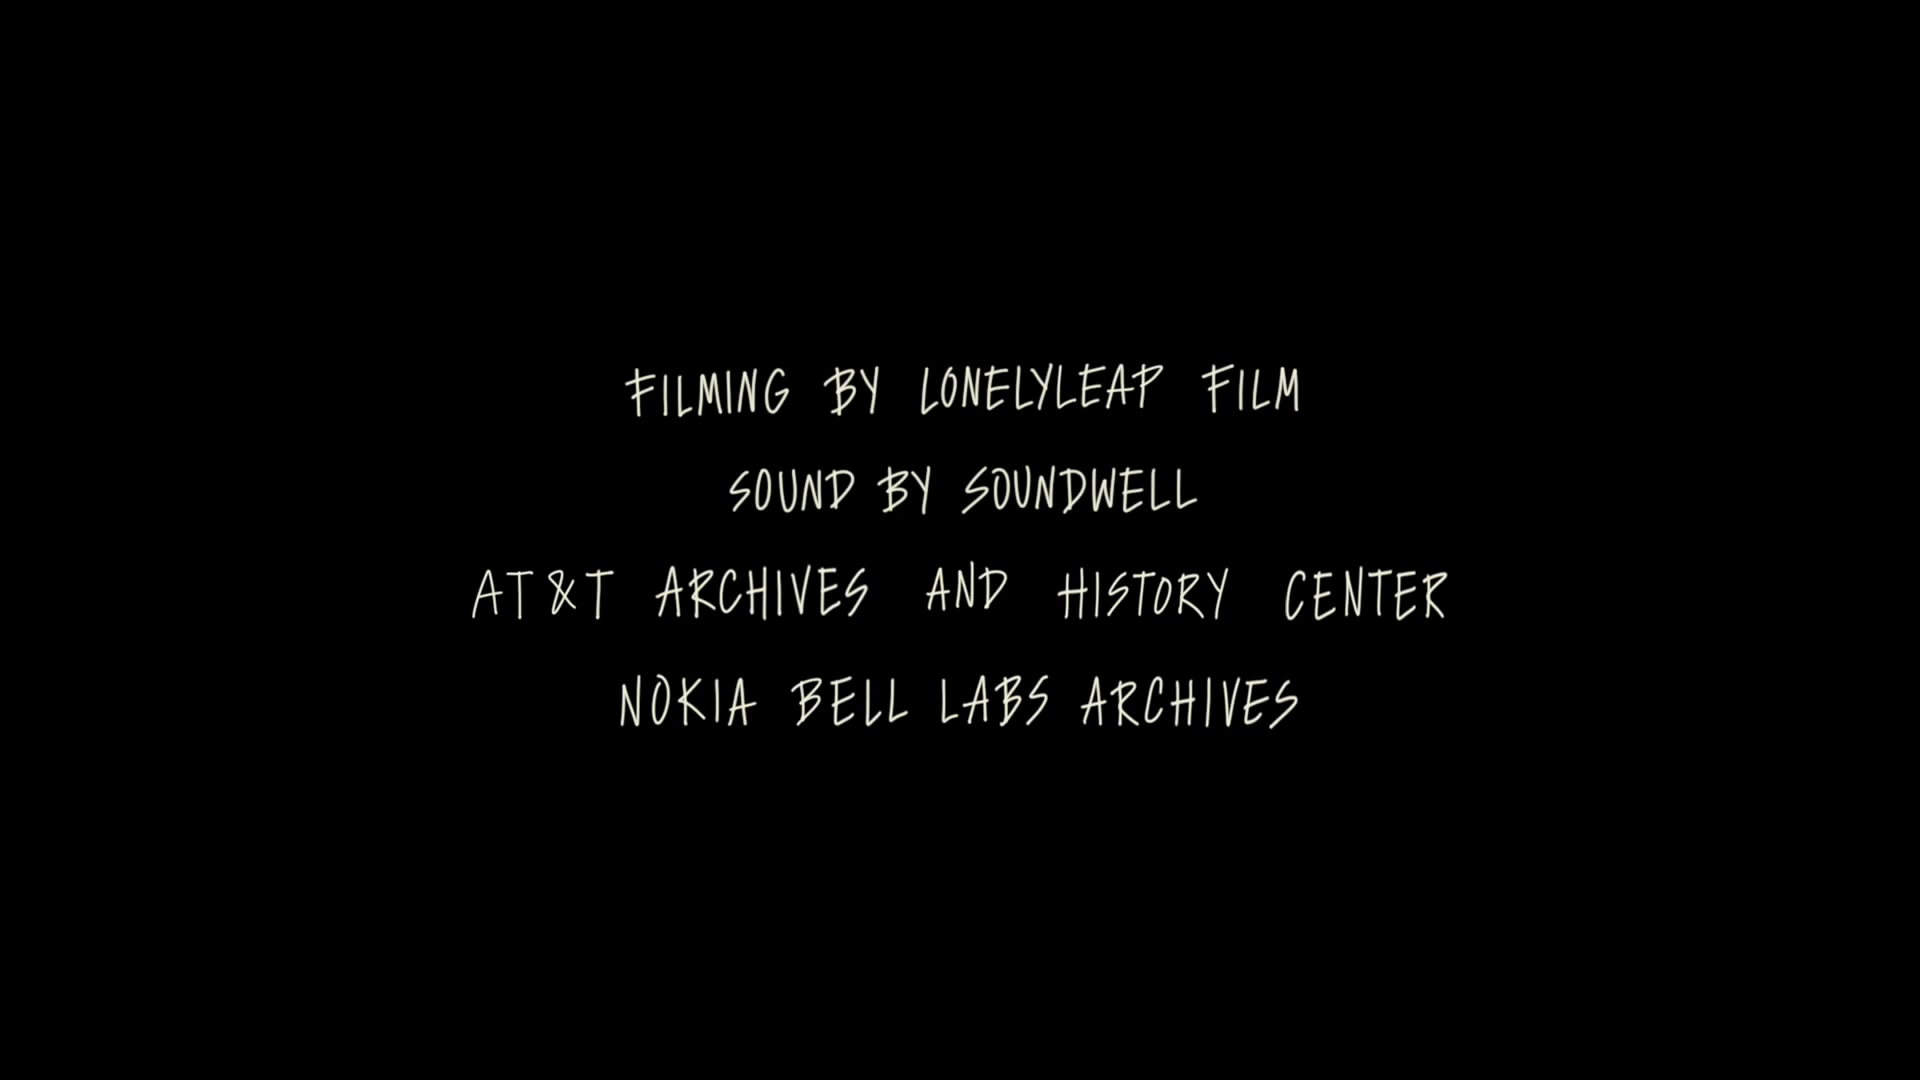 FILMING BY LONELYLEAP FILM
SOUND BY SOUNDWELL
AT&T ARCHIVES AND HISTORY CENTER
NOKIA BELL LABS ARCHIVES